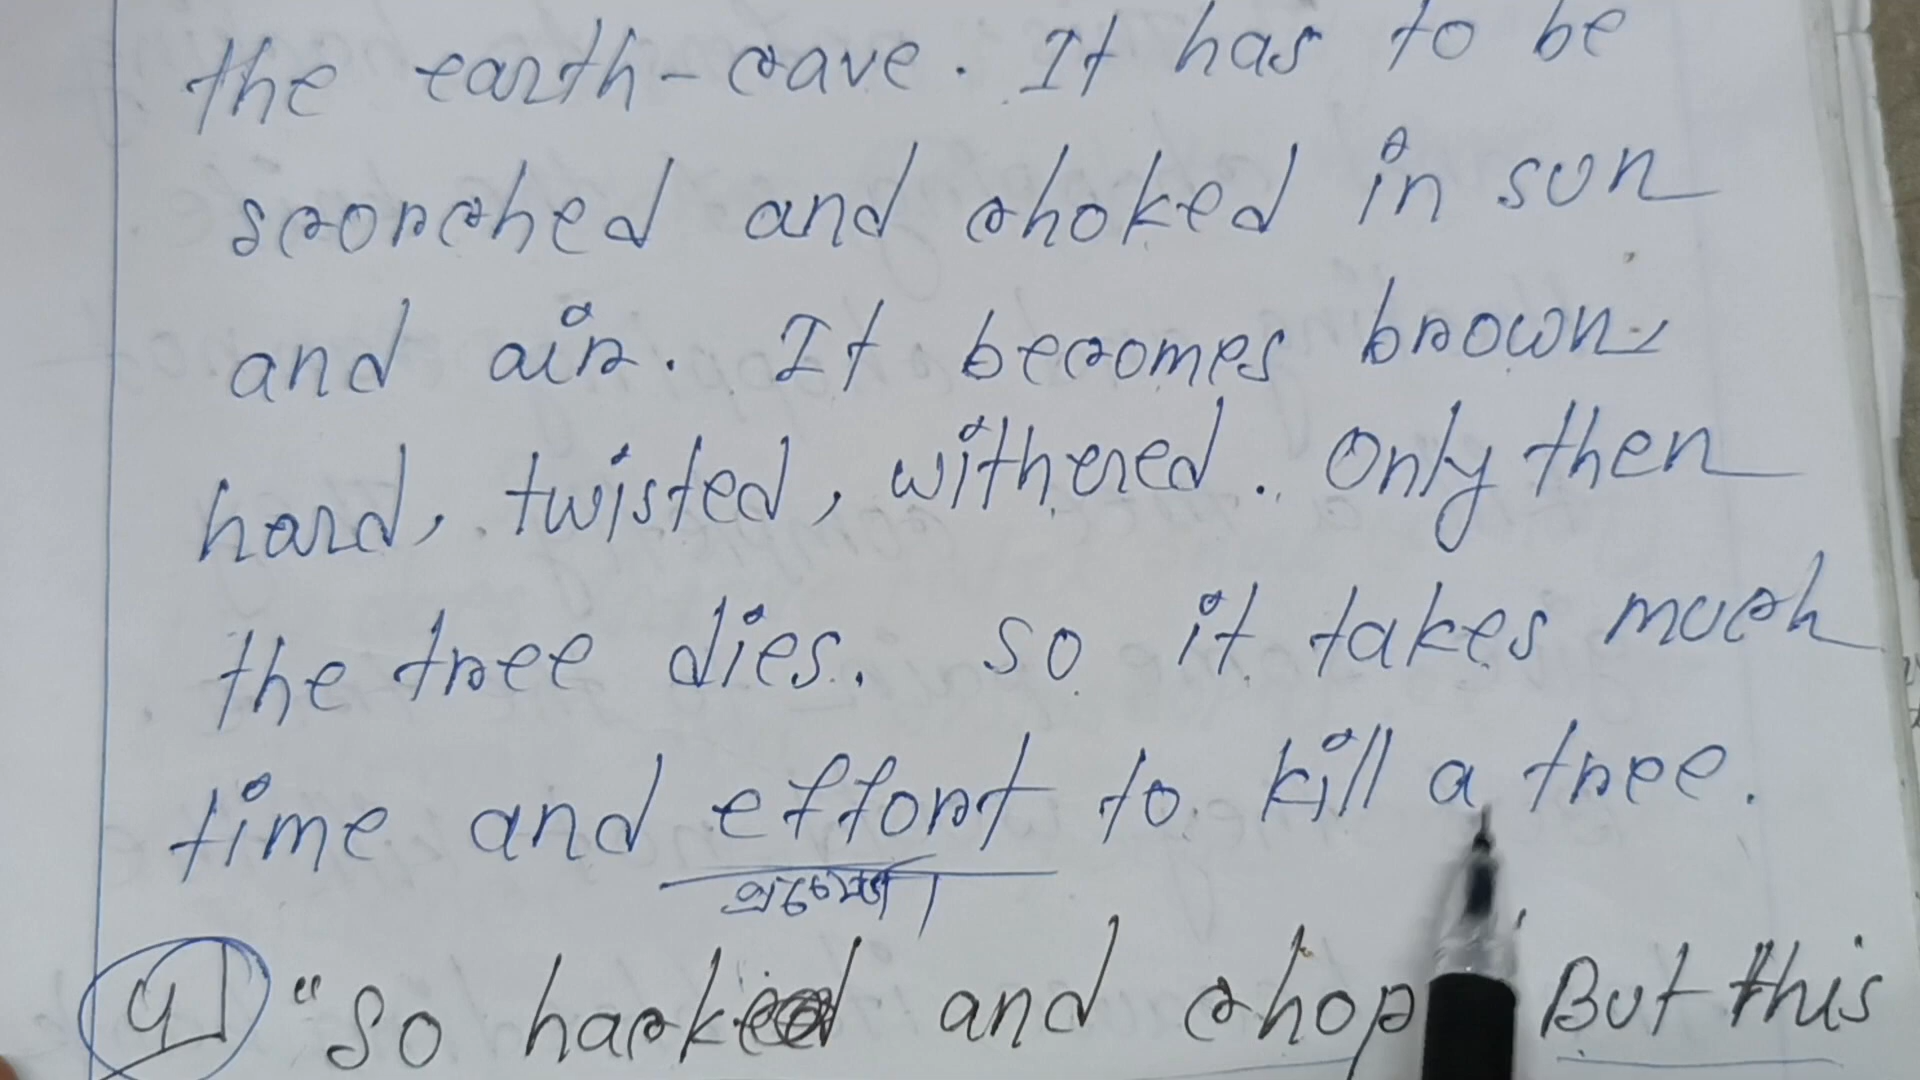 the earth-cave. It has to be
scorched and choked in sun
and air. It becomes brown,
hard, twisted, withered. Only then
the tree dies. so it takes much
time and effort to kill a tree.
প্রচেষ্টা।
4] "So hack and chop But this